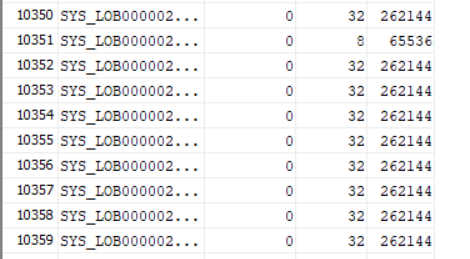 10350 SYS_LOB000002... 0 32 262144
10351 SYS_LOB000002... 0 8 65536
10352 SYS_LOB000002... 0 32 262144
10353 SYS_LOB000002... 0 32 262144
10354 SYS_LOB000002... 0 32 262144
10355 SYS_LOB000002... 0 32 262144
10356 SYS_LOB000002... 0 32 262144
10357 SYS_LOB000002... 0 32 262144
10358 SYS_LOB000002... 0 32 262144
10359 SYS_LOB000002... 0 32 262144